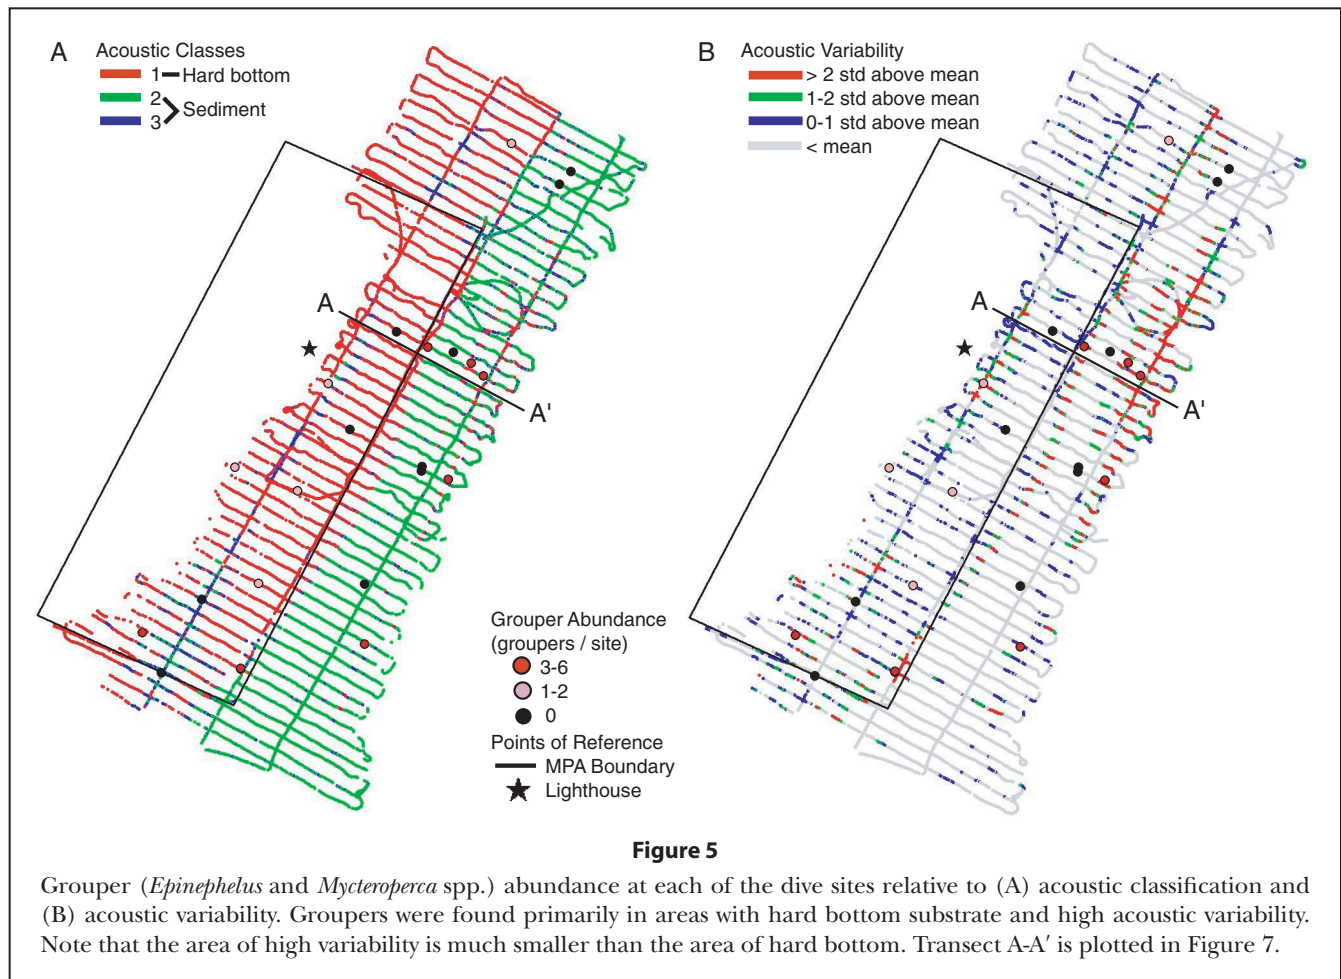 A
Acoustic Classes
1 Hard bottom
2
Sediment
3
B
Acoustic Variability
> 2 std above mean
1-2 std above mean
0-1 std above mean
< mean
A
A'
A
A'
Grouper Abundance
(groupers / site)
3-6
1-2
0
Points of Reference
MPA Boundary
Lighthouse
Figure 5
Grouper (Epinephelus and Mycteroperca spp.) abundance at each of the dive sites relative to (A) acoustic classification and
(B) acoustic variability. Groupers were found primarily in areas with hard bottom substrate and high acoustic variability.
Note that the area of high variability is much smaller than the area of hard bottom. Transect A-A′ is plotted in Figure 7.